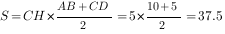 S = CH × (AB + CD)/2 = 5 × (10 + 5)/2 = 37.5